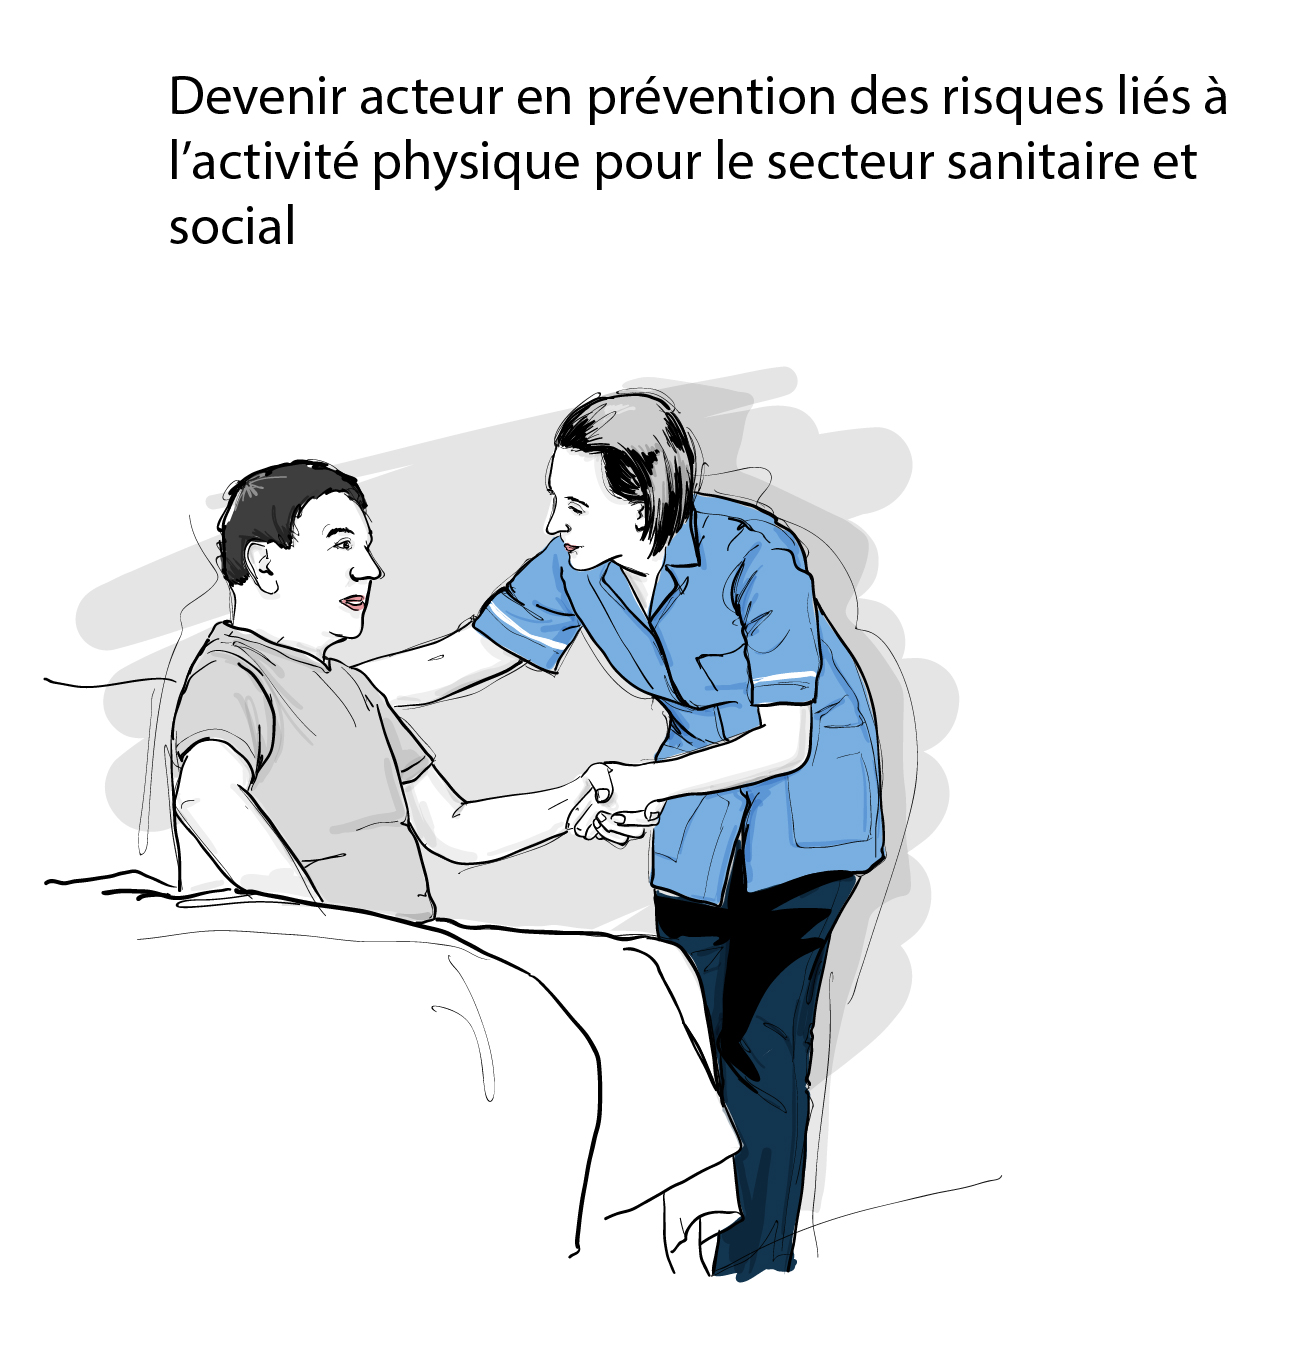 Devenir acteur en prévention des risques liés à
l’activité physique pour le secteur sanitaire et
social